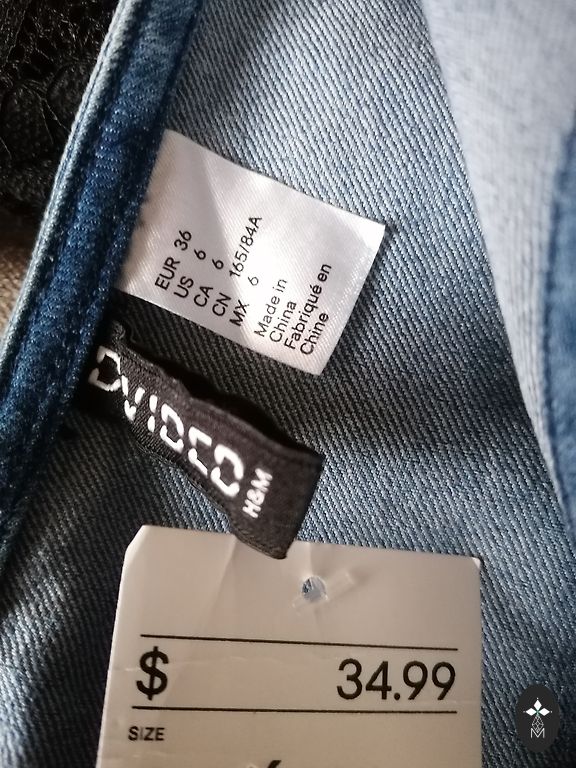 EUR 36
US 6
CA 6
CN 165/84A
MX 6
Made in
China
Fabriqué en
Chine
H&M
$ 34.99
SIZE